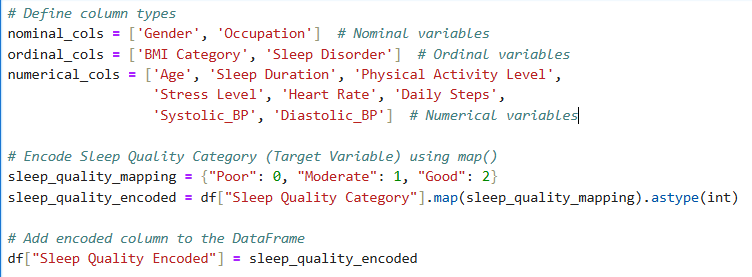 # Define column types
nominal_cols = ['Gender', 'Occupation']  # Nominal variables
ordinal_cols = ['BMI Category', 'Sleep Disorder']  # Ordinal variables
numerical_cols = ['Age', 'Sleep Duration', 'Physical Activity Level',
                  'Stress Level', 'Heart Rate', 'Daily Steps',
                  'Systolic_BP', 'Diastolic_BP']  # Numerical variables
# Encode Sleep Quality Category (Target Variable) using map()
sleep_quality_mapping = {"Poor": 0, "Moderate": 1, "Good": 2}
sleep_quality_encoded = df["Sleep Quality Category"].map(sleep_quality_mapping).astype(int)
# Add encoded column to the DataFrame
df["Sleep Quality Encoded"] = sleep_quality_encoded